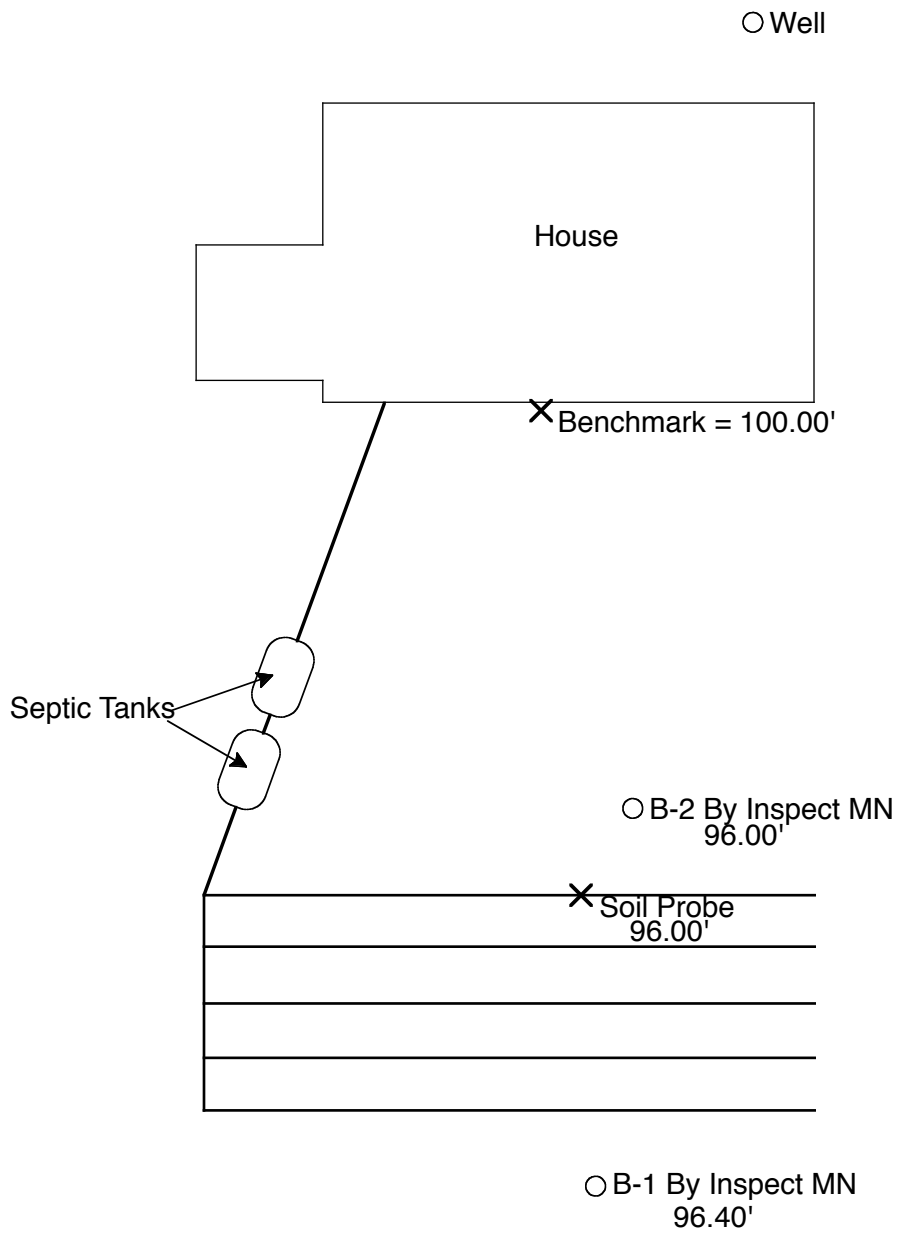 Well
House
Benchmark = 100.00'
Septic Tanks
B-2 By Inspect MN
96.00'
Soil Probe
96.00'
B-1 By Inspect MN
96.40'